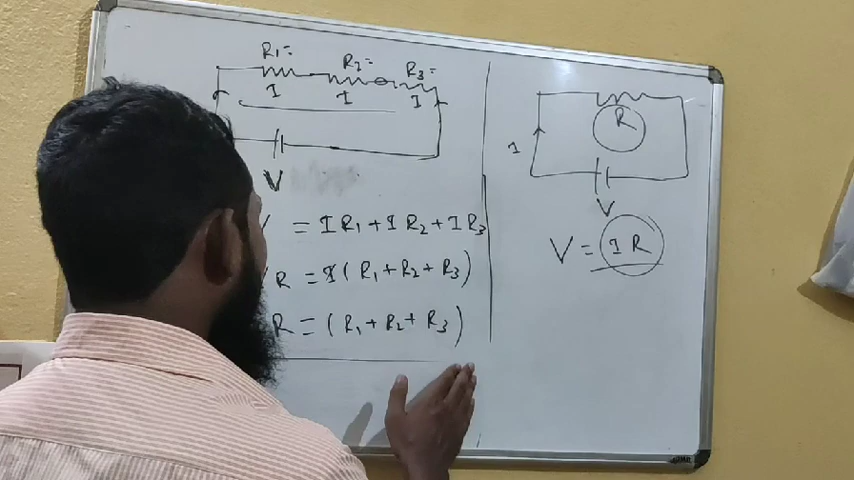 R₁= R₂= R₃=
I I I
V
= IR₁ + IR₂ + IR₃
R = I(R₁ + R₂ + R₃)
R = (R₁ + R₂ + R₃)
R
I
V
V = IR